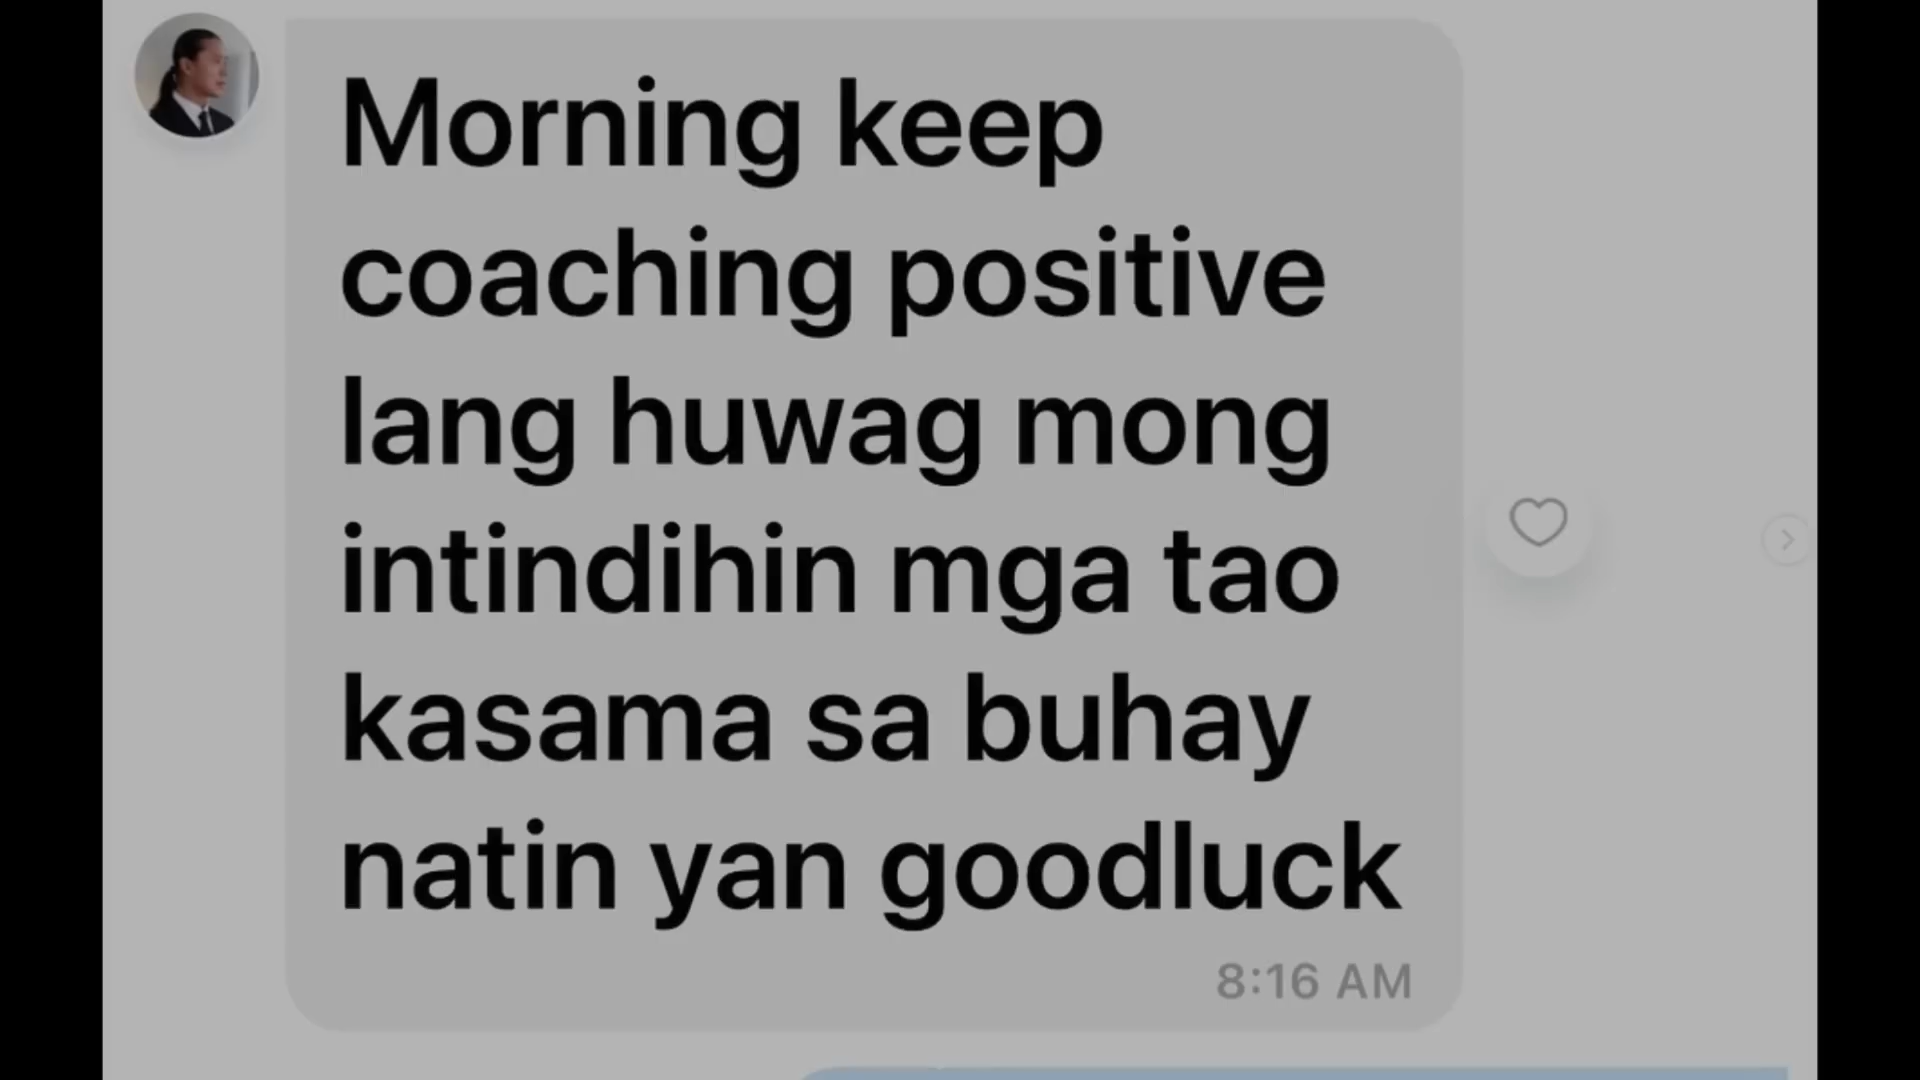 Morning keep
coaching positive
lang huwag mong
intindihin mga tao
kasama sa buhay
natin yan goodluck
8:16 AM